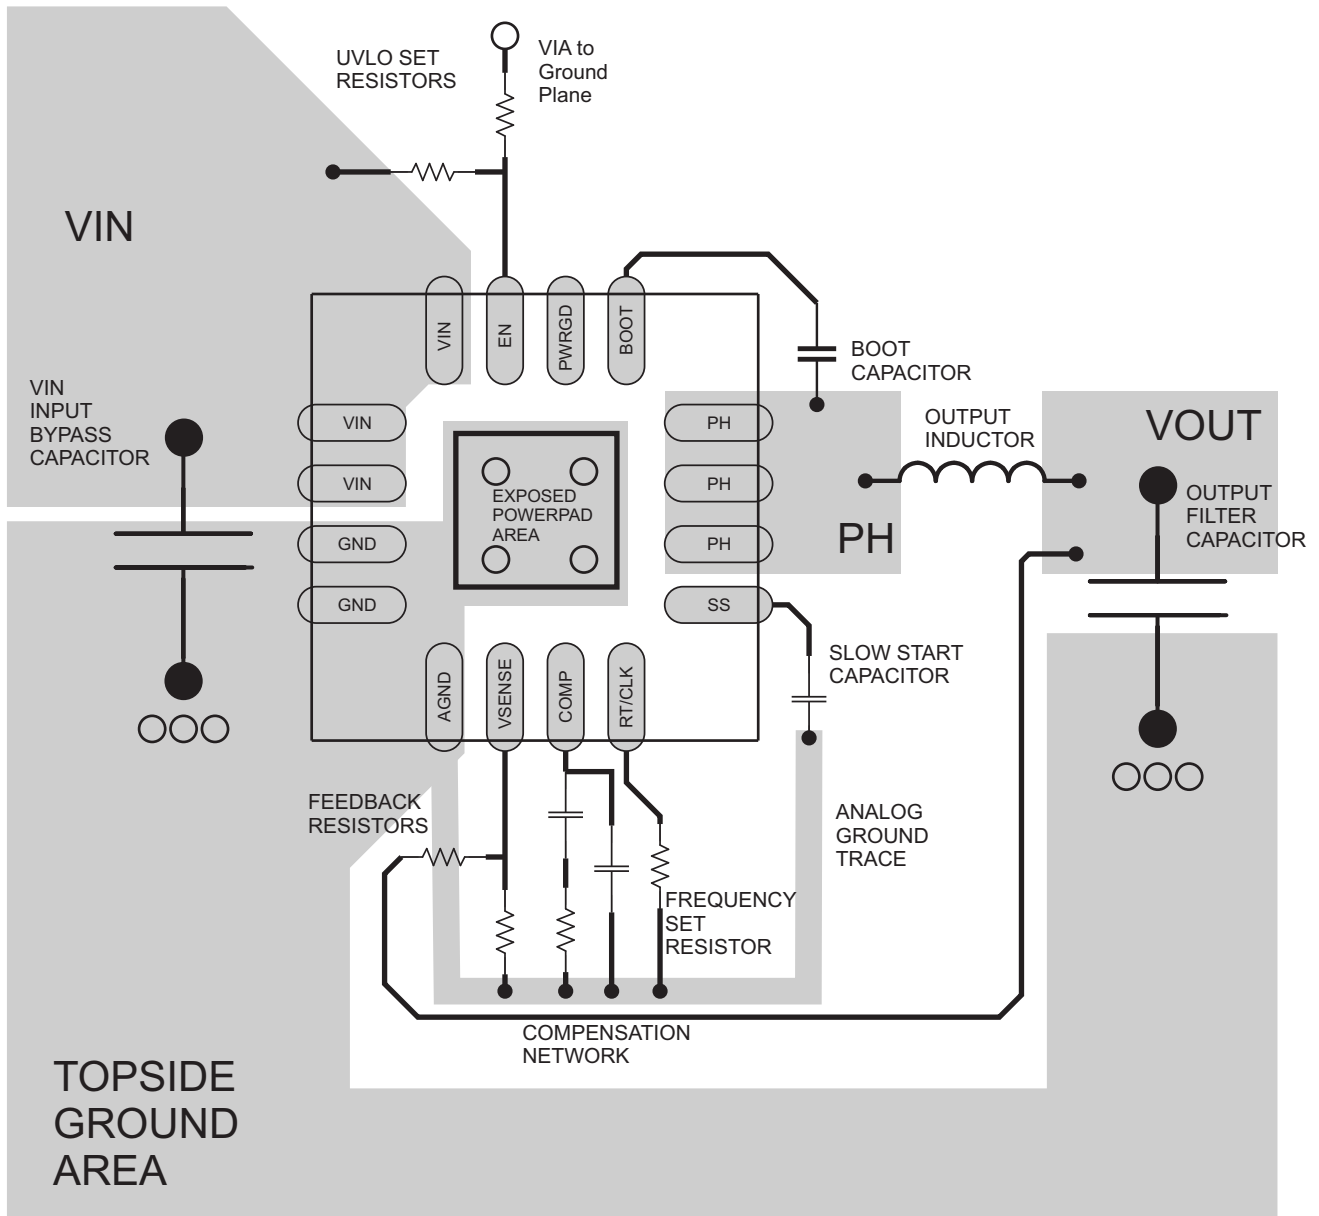 UVLO SET
RESISTORS
VIA to
Ground
Plane
VIN
VIN
EN
PWRGD
BOOT
BOOT
CAPACITOR
VIN
INPUT
BYPASS
CAPACITOR
VIN
VIN
GND
GND
EXPOSED
POWERPAD
AREA
PH
PH
PH
SS
PH
OUTPUT
INDUCTOR
VOUT
OUTPUT
FILTER
CAPACITOR
AGND
VSENSE
COMP
RT/CLK
SLOW START
CAPACITOR
FEEDBACK
RESISTORS
ANALOG
GROUND
TRACE
FREQUENCY
SET
RESISTOR
COMPENSATION
NETWORK
TOPSIDE
GROUND
AREA